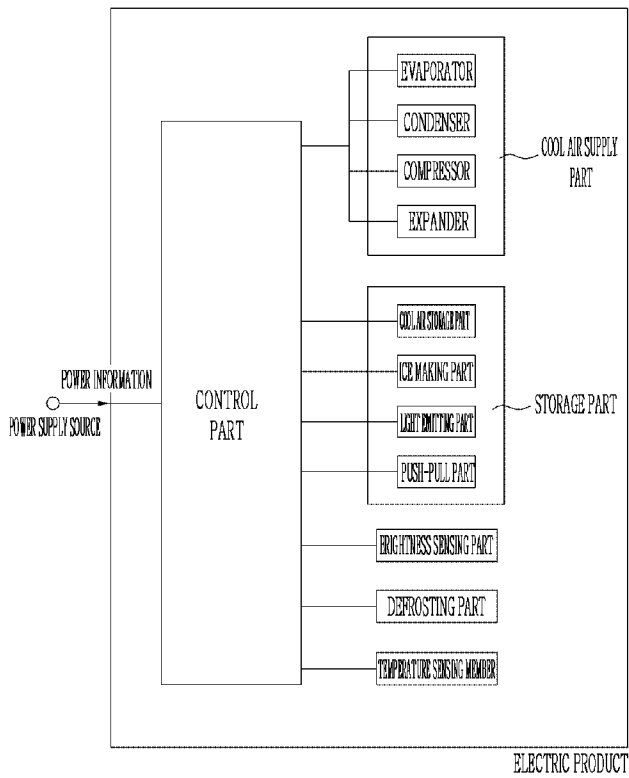 EVAPORATOR
CONDENSER
COMPRESSOR
EXPANDER
COOL AIR SUPPLY
PART
COOL AIR STORAGE PART
ICE MAKING PART
LIGHT EMITTING PART
PUSH-PULL PART
STORAGE PART
POWER INFORMATION
POWER SUPPLY SOURCE
CONTROL
PART
BRIGHTNESS SENSING PART
DEFROSTING PART
TEMPERATURE SENSING MEMBER
ELECTRIC PRODUCT